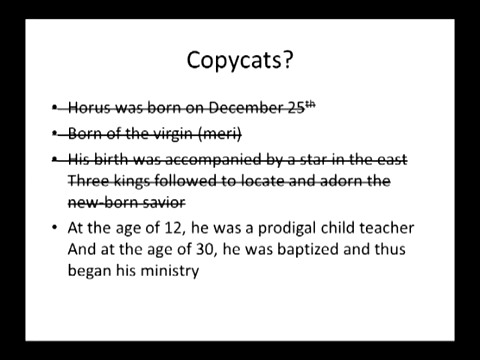 Copycats?
• Horus was born on December 25th
• Born of the virgin (meri)
• His birth was accompanied by a star in the east
Three kings followed to locate and adorn the
new-born savior
• At the age of 12, he was a prodigal child teacher
And at the age of 30, he was baptized and thus
began his ministry